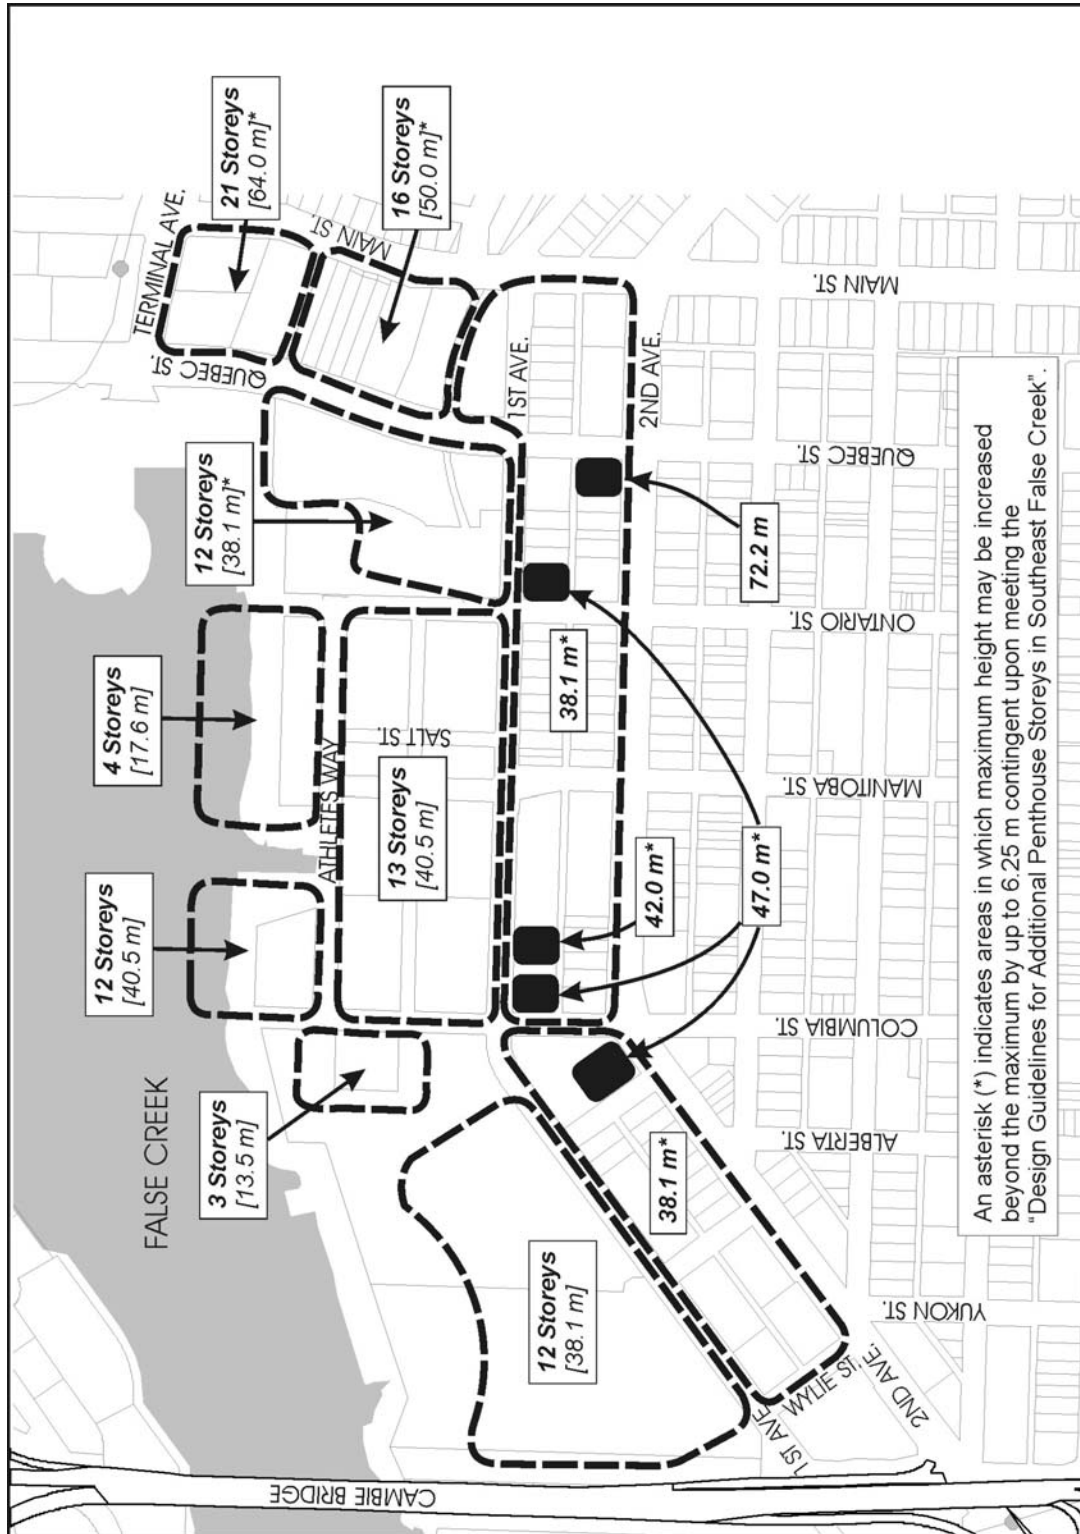 FALSE CREEK
CAMBIE BRIDGE
3 Storeys
[13.5 m]
12 Storeys
[40.5 m]
4 Storeys
[17.6 m]
12 Storeys
[38.1 m]*
21 Storeys
[64.0 m]*
16 Storeys
[50.0 m]*
TERMINAL AVE.
QUEBEC ST.
MAIN ST.
ATHLETES WAY
SALT ST.
13 Storeys
[40.5 m]
12 Storeys
[38.1 m]
1ST AVE.
38.1 m*
38.1 m*
42.0 m*
47.0 m*
72.2 m
2ND AVE.
1ST AVE
WYLIE ST.
2ND AVE.
YUKON ST.
ALBERTA ST.
COLUMBIA ST.
MANITOBA ST.
ONTARIO ST.
QUEBEC ST.
MAIN ST.
An asterisk (*) indicates areas in which maximum height may be increased
beyond the maximum by up to 6.25 m contingent upon meeting the
“Design Guidelines for Additional Penthouse Storeys in Southeast False Creek”.